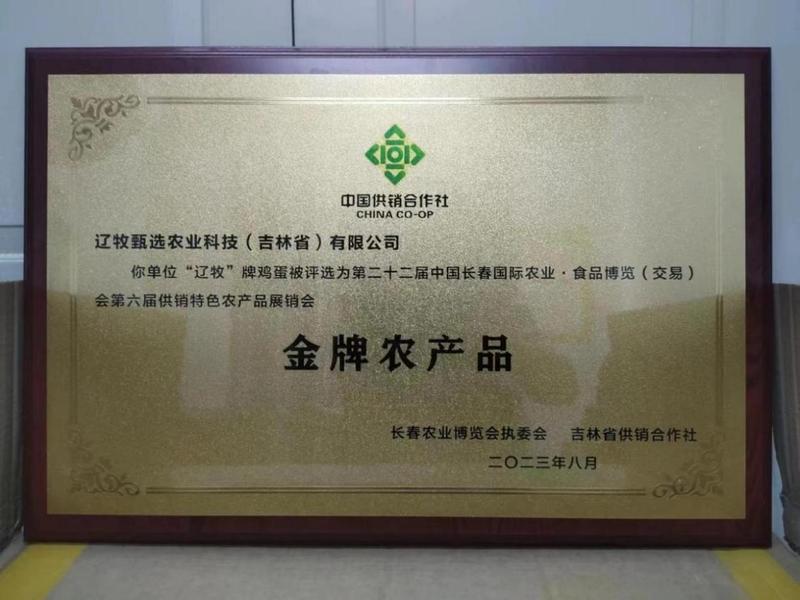 中国供销合作社
CHINA CO-OP
辽牧甄选农业科技（吉林省）有限公司
你单位“辽牧”牌鸡蛋被评选为第二十二届中国长春国际农业·食品博览（交易）
会第六届供销特色农产品展销会
金牌农产品
长春农业博览会执委会 吉林省供销合作社
二〇二三年八月